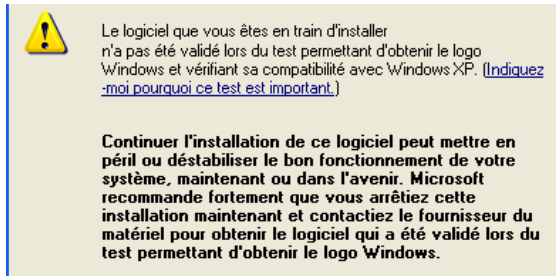 Le logiciel que vous êtes en train d'installer
n'a pas été validé lors du test permettant d'obtenir le logo
Windows et vérifiant sa compatibilité avec Windows XP. (Indiquez
-moi pourquoi ce test est important.)
Continuer l'installation de ce logiciel peut mettre en
péril ou déstabiliser le bon fonctionnement de votre
système, maintenant ou dans l'avenir. Microsoft
recommande fortement que vous arrêtiez cette
installation maintenant et contactiez le fournisseur du
matériel pour obtenir le logiciel qui a été validé lors du
test permettant d'obtenir le logo Windows.